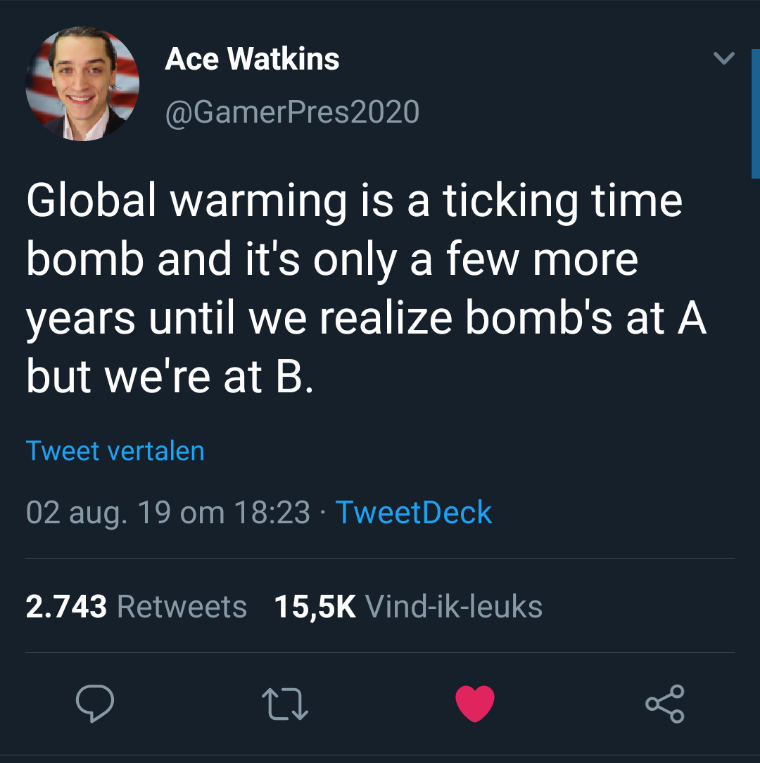 Ace Watkins
@GamerPres2020
Global warming is a ticking time
bomb and it's only a few more
years until we realize bomb's at A
but we're at B.
Tweet vertalen
02 aug. 19 om 18:23 · TweetDeck
2.743 Retweets 15,5K Vind-ik-leuks